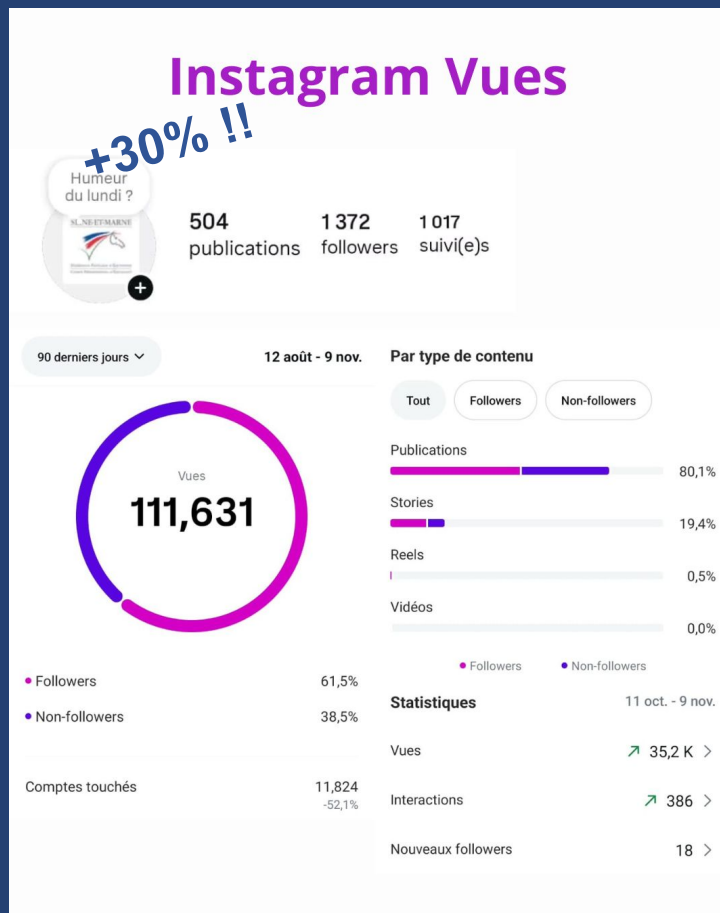 Instagram Vues
+30% !!
Humeur
du lundi ?
504
publications
1 372
followers
1 017
suivi(e)s
90 derniers jours
12 août - 9 nov.
Vues
111,631
Followers 61,5%
Non-followers 38,5%
Comptes touchés 11,824
-52,1%
Par type de contenu
Tout Followers Non-followers
Publications
80,1%
Stories
19,4%
Reels
0,5%
Vidéos
0,0%
Followers Non-followers
Statistiques 11 oct. - 9 nov.
Vues 35,2 K
Interactions 386
Nouveaux followers 18